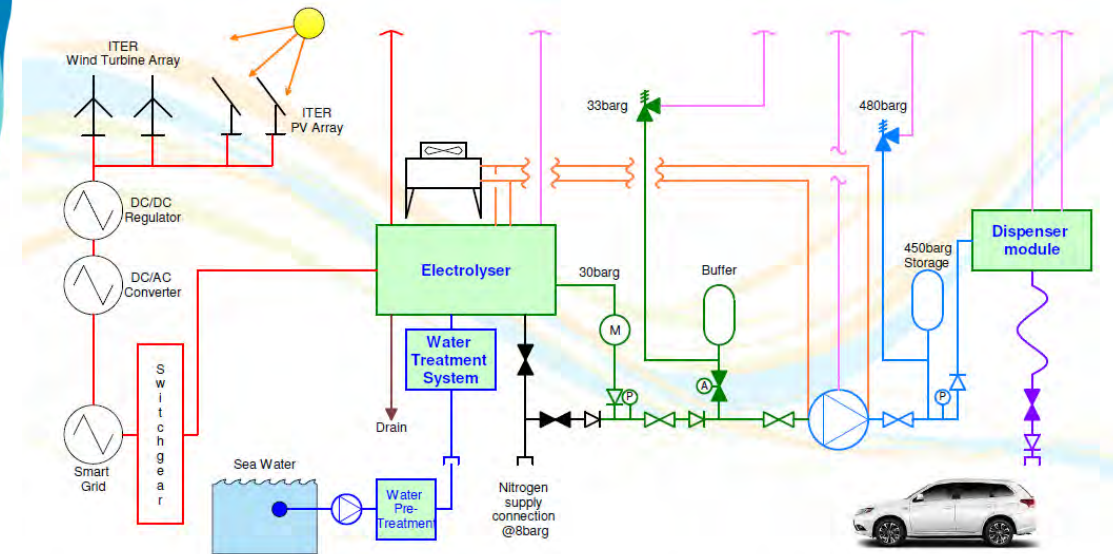 ITER
Wind Turbine Array
ITER
PV Array
33barg
480barg
DC/DC
Regulator
Dispenser
module
Electrolyser
30barg
Buffer
450barg
Storage
DC/AC
Converter
M
Water
Treatment
System
S
w
i
t
c
h
g
e
a
r
A
P
P
Drain
Smart
Grid
Sea Water
Water
Pre-
Treatment
Nitrogen
supply
connection
@8barg